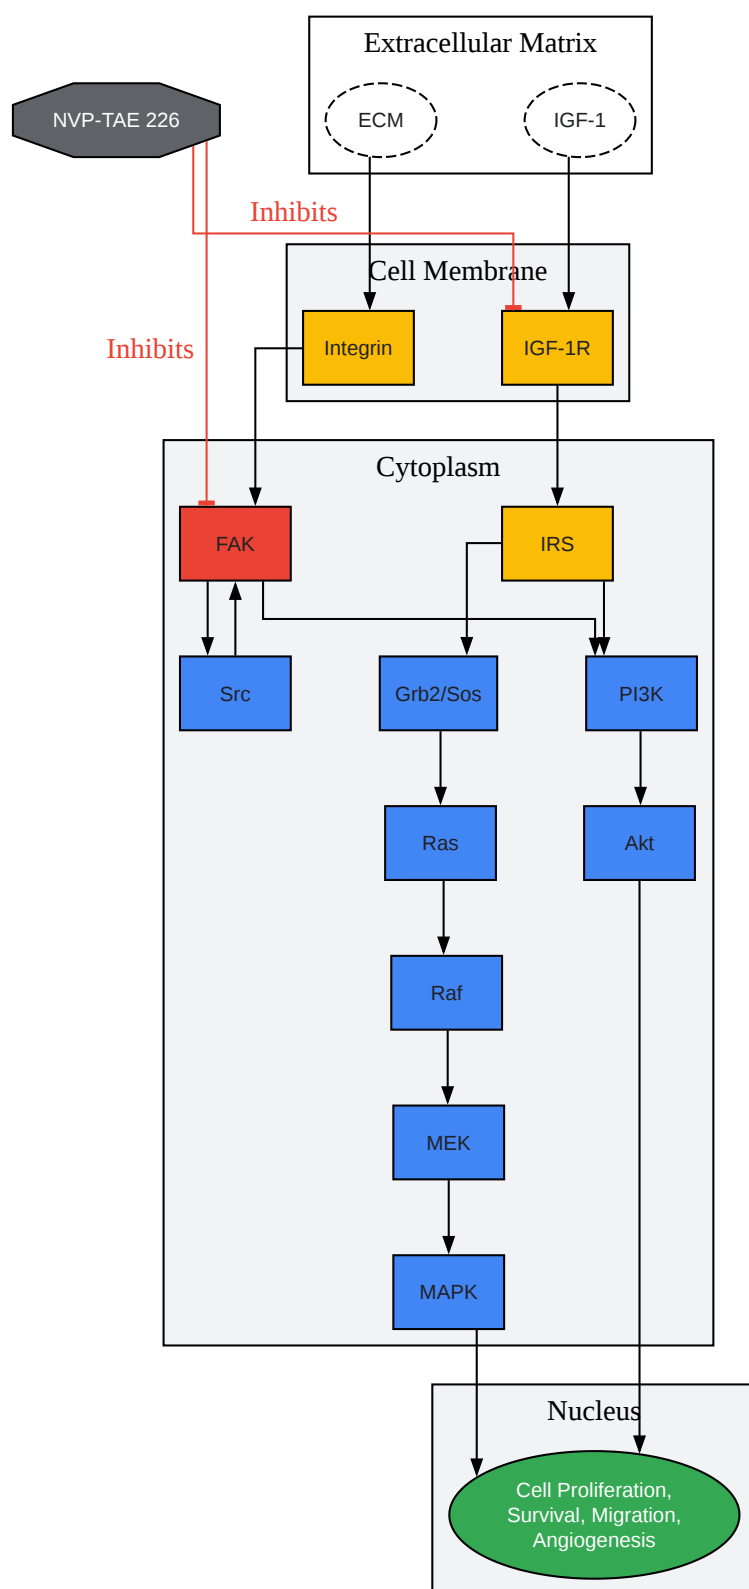 Extracellular Matrix
NVP-TAE 226
ECM
IGF-1
Inhibits
Cell Membrane
Integrin
IGF-1R
Inhibits
Cytoplasm
FAK
IRS
Src
Grb2/Sos
PI3K
Ras
Akt
Raf
MEK
MAPK
Nucleus
Cell Proliferation,
Survival, Migration,
Angiogenesis